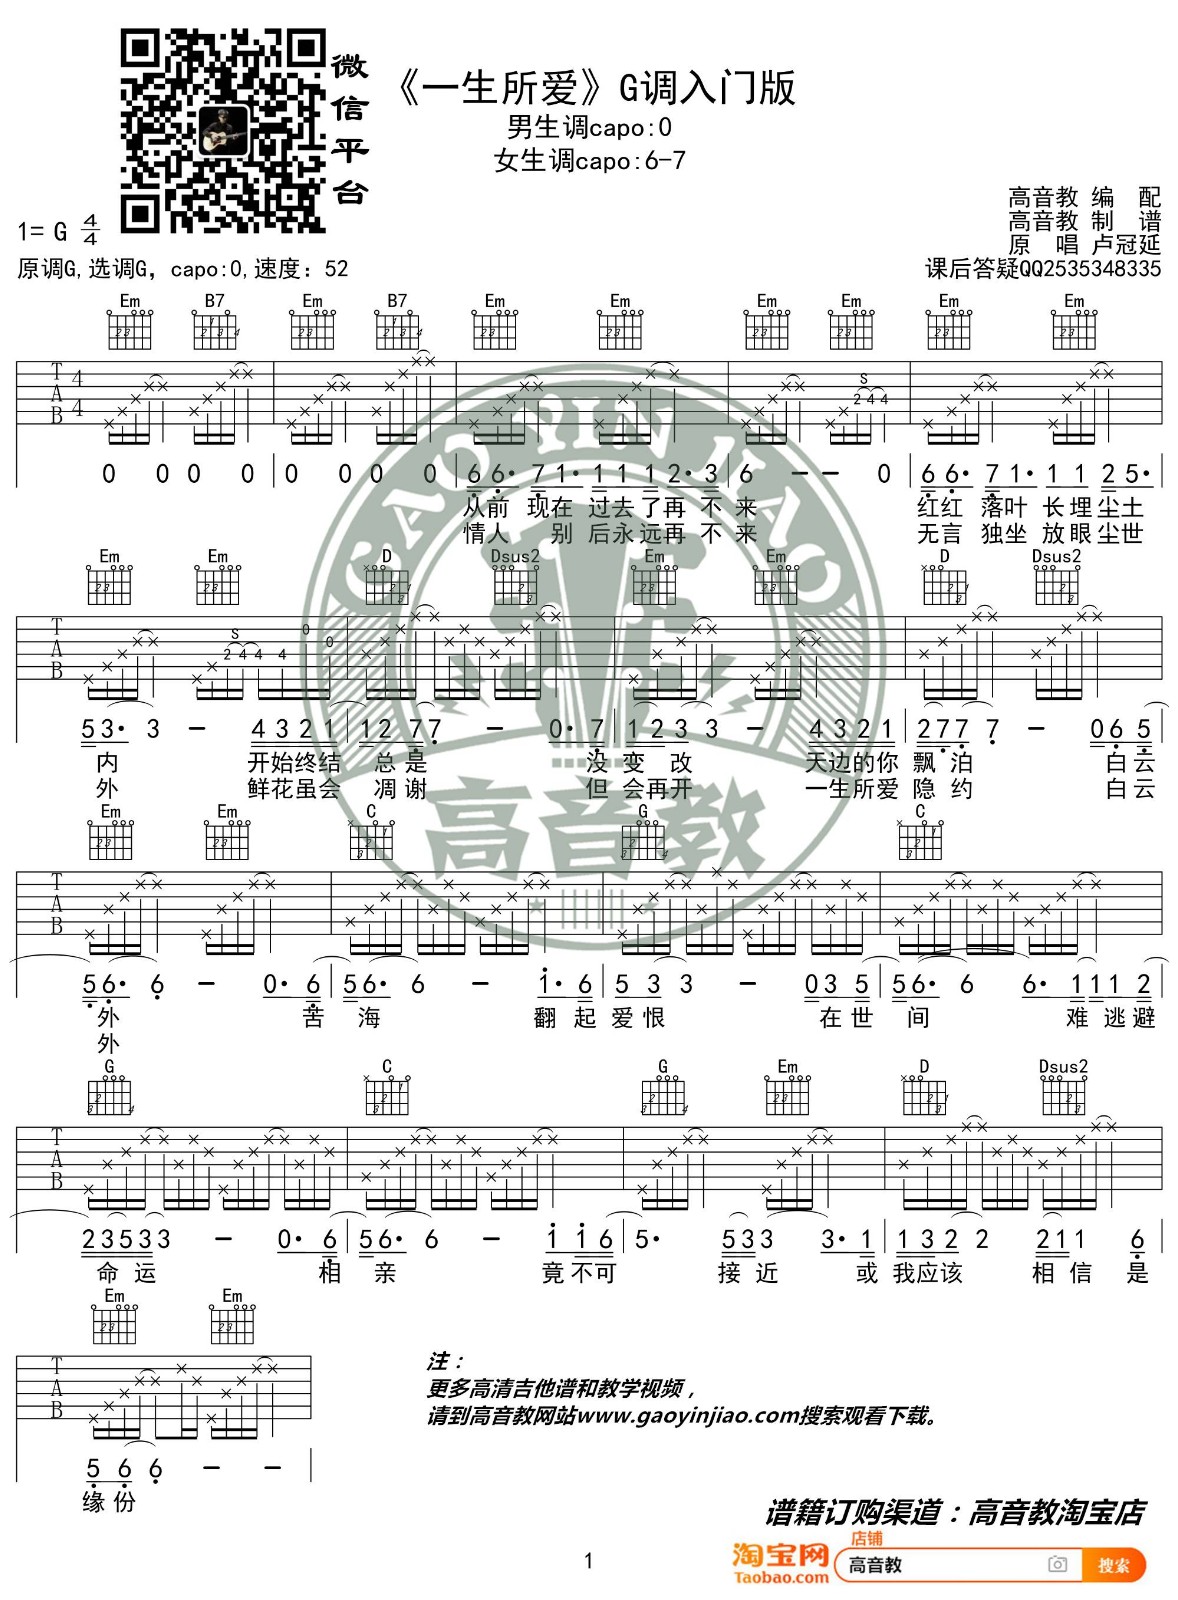 微信平台
《一生所爱》G调入门版
男生调capo:0
女生调capo:6-7
高音教 编 配
高音教 制 谱
原 唱 卢冠延
课后答疑QQ2535348335
1= G 4/4
原调G,选调G，capo:0,速度：52
Em B7 Em B7 Em Em Em Em Em Em
T A B 4 4 S 2 4 4
0 0 0 0 0 0 0 0 6 6· 7 1· 1 1 1 2· 3 6 - - 0 6 6· 7 1· 1 1 2 5·
从前 现在 过去了再 不 来 红红 落叶 长埋尘土
情人 别 后永远再 不 来 无言 独坐 放眼尘世
Em Em D Dsus2 Em Em D Dsus2
T A B S 2 4 4 4 0 0
5 3· 3 - 4 3 2 1 1 2 7 7 - 0· 7 1 2 3 3 - 4 3 2 1 2 7 7 7 - 0 6 5
内 开始终结 总是 没 变 改 天边的你 飘 泊 白云
外 鲜花虽会 凋谢 但 会再开 一生所爱 隐 约 白云
Em Em C G C
T A B
5 6· 6 - 0· 6 5 6· 6 - 1· 6 5 3 3 3 - 0 3 5 5 6· 6 6· 1 1 1 2
外 苦 海 翻起 爱恨 在世 间 难逃避
外
G C G Em D Dsus2
T A B
2 3 5 3 3 - 0· 6 5 6· 6 - 1 1 6 5· 5 3 3 3· 1 1 3 2 2 2 1 1 6
命运 相 亲 竟不可 接近 或 我应该 相信 是
Em Em
T A B
5 6 6 - -
缘份
注：
更多高清吉他谱和教学视频，
请到高音教网站www.gaoyinjiao.com搜索观看下载。
GAO YIN JIAO
高音教
谱籍订购渠道：高音教淘宝店
店铺
淘宝网
Taobao.com
高音教
搜索
1